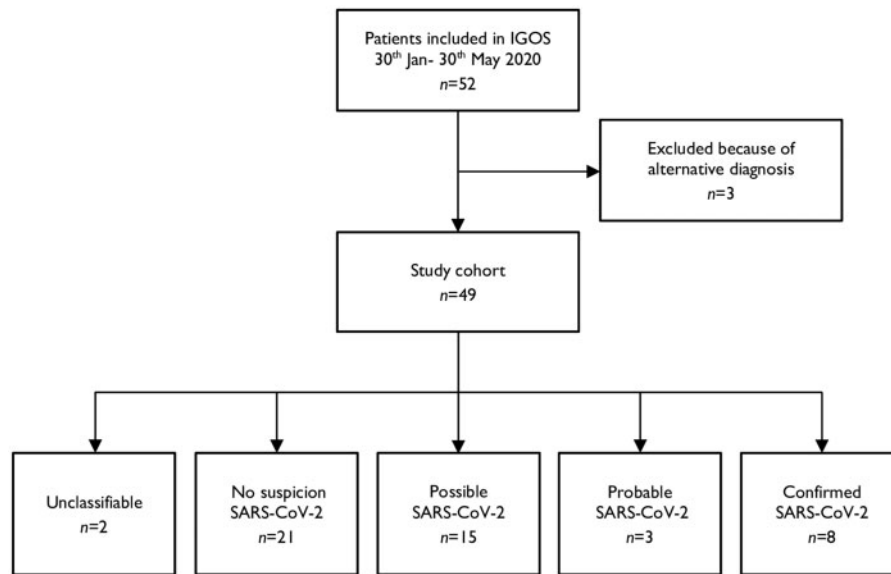 Patients included in IGOS
30th Jan- 30th May 2020
n=52
Excluded because of
alternative diagnosis
n=3
Study cohort
n=49
Unclassifiable
n=2
No suspicion
SARS-CoV-2
n=21
Possible
SARS-CoV-2
n=15
Probable
SARS-CoV-2
n=3
Confirmed
SARS-CoV-2
n=8